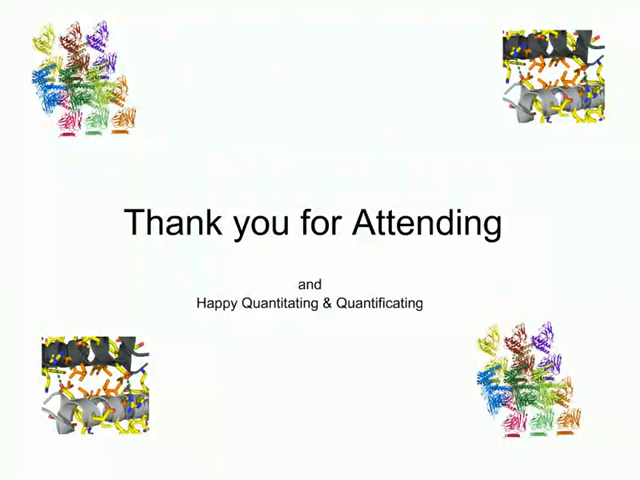 Thank you for Attending
and
Happy Quantitating & Quantificating